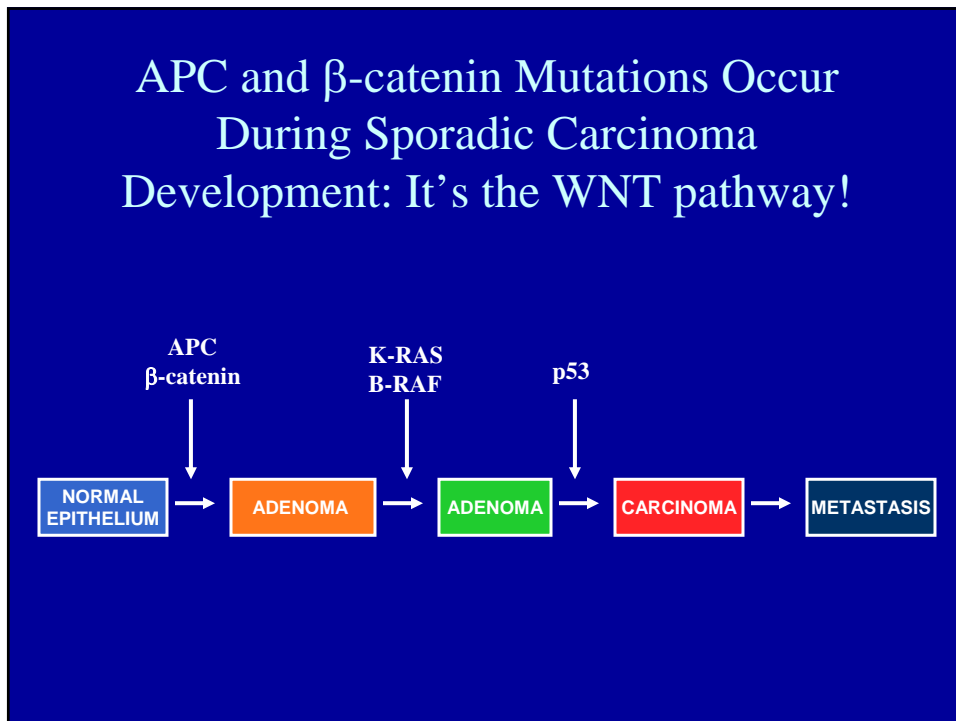 APC and β-catenin Mutations Occur
During Sporadic Carcinoma
Development: It’s the WNT pathway!
APC
β-catenin
K-RAS
B-RAF
p53
NORMAL
EPITHELIUM
ADENOMA
ADENOMA
CARCINOMA
METASTASIS